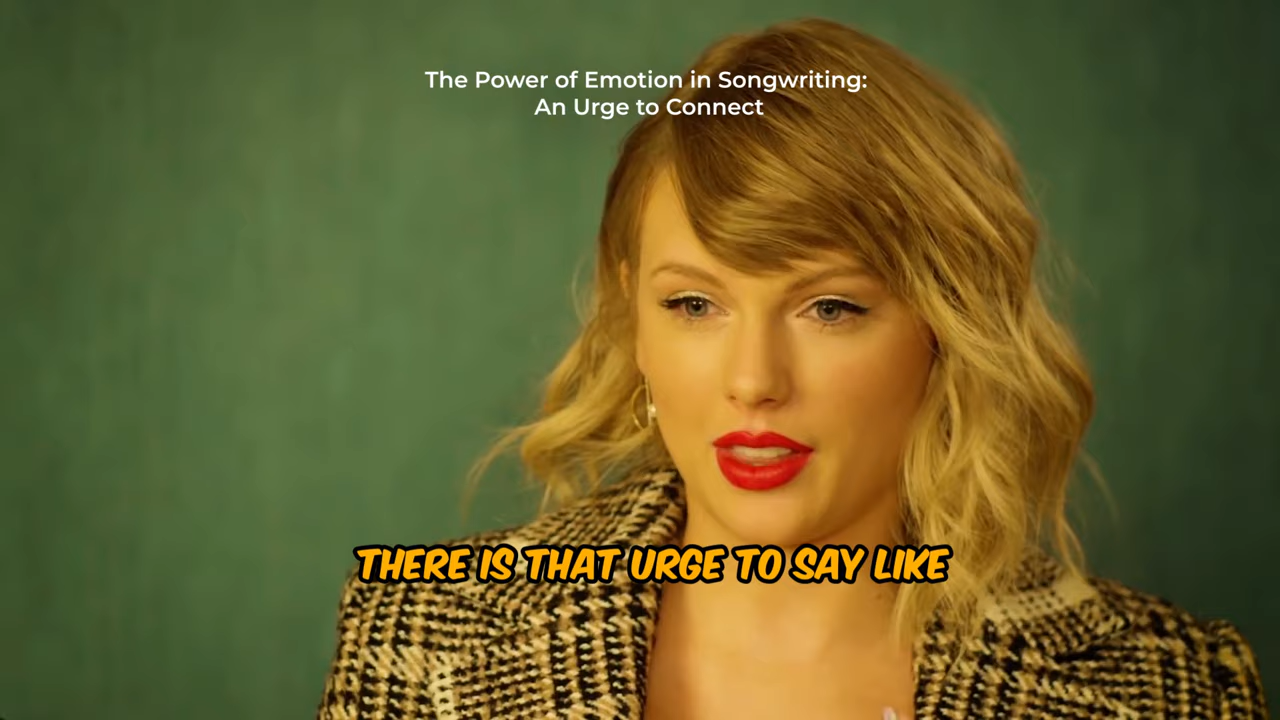 The Power of Emotion in Songwriting:
An Urge to Connect
THERE IS THAT URGE TO SAY LIKE